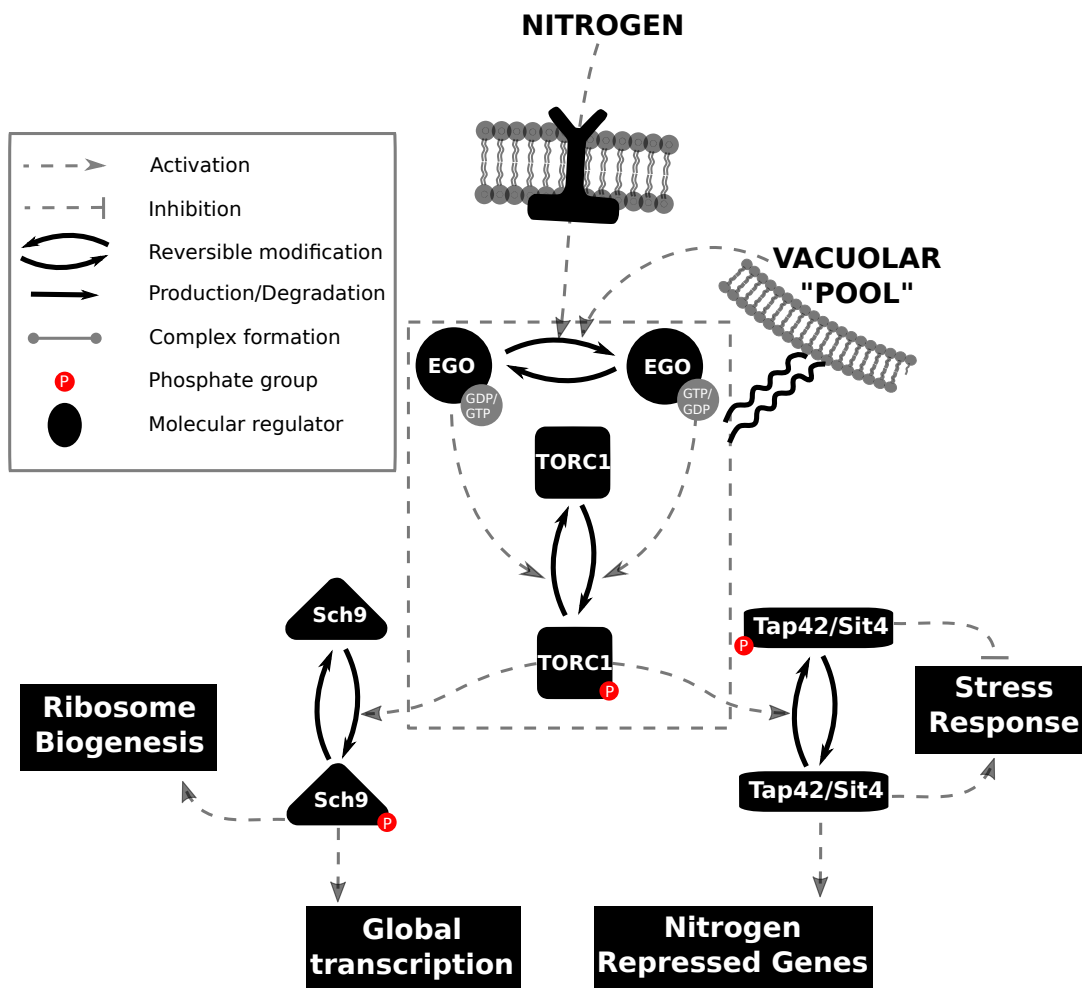 NITROGEN
Activation
Inhibition
Reversible modification
Production/Degradation
Complex formation
P
Phosphate group
Molecular regulator
VACUOLAR
"POOL"
EGO
GDP/
GTP
EGO
GTP/
GDP
TORC1
TORC1
P
Sch9
Sch9
P
Ribosome
Biogenesis
Global
transcription
Tap42/Sit4
P
Tap42/Sit4
Stress
Response
Nitrogen
Repressed Genes